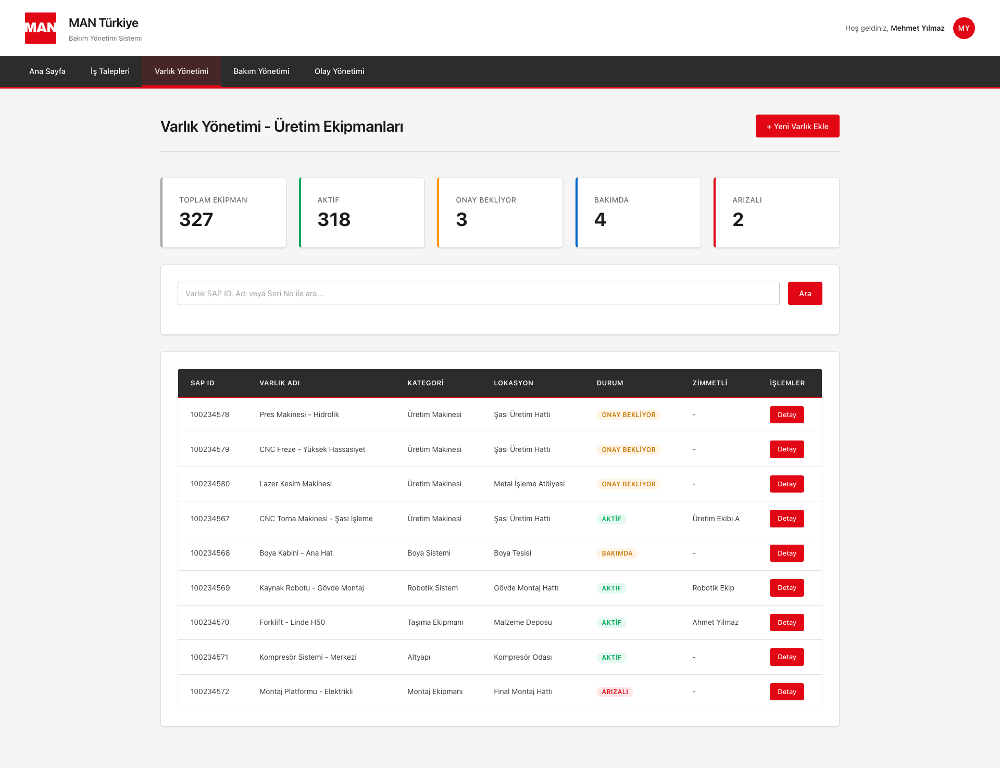 MAN
MAN Türkiye
Bakım Yönetimi Sistemi
Hoş geldiniz, Mehmet Yılmaz
MY
Ana Sayfa
İş Talepleri
Varlık Yönetimi
Bakım Yönetimi
Olay Yönetimi
Varlık Yönetimi - Üretim Ekipmanları
+ Yeni Varlık Ekle
TOPLAM EKİPMAN
327
AKTİF
318
ONAY BEKLİYOR
3
BAKIMDA
4
ARIZALI
2
Varlık SAP ID, Adı veya Seri No ile ara...
Ara
SAP ID VARLIK ADI KATEGORİ LOKASYON DURUM ZİMMETLİ İŞLEMLER
100234578 Pres Makinesi - Hidrolik Üretim Makinesi Şasi Üretim Hattı ONAY BEKLİYOR - Detay
100234579 CNC Freze - Yüksek Hassasiyet Üretim Makinesi Şasi Üretim Hattı ONAY BEKLİYOR - Detay
100234580 Lazer Kesim Makinesi Üretim Makinesi Metal İşleme Atölyesi ONAY BEKLİYOR - Detay
100234567 CNC Torna Makinesi - Şasi İşleme Üretim Makinesi Şasi Üretim Hattı AKTİF Üretim Ekibi A Detay
100234568 Boya Kabini - Ana Hat Boya Sistemi Boya Tesisi BAKIMDA - Detay
100234569 Kaynak Robotu - Gövde Montaj Robotik Sistem Gövde Montaj Hattı AKTİF Robotik Ekip Detay
100234570 Forklift - Linde H50 Taşıma Ekipmanı Malzeme Deposu AKTİF Ahmet Yılmaz Detay
100234571 Kompresör Sistemi - Merkezi Altyapı Kompresör Odası AKTİF - Detay
100234572 Montaj Platformu - Elektrikli Montaj Ekipmanı Final Montaj Hattı ARIZALI - Detay